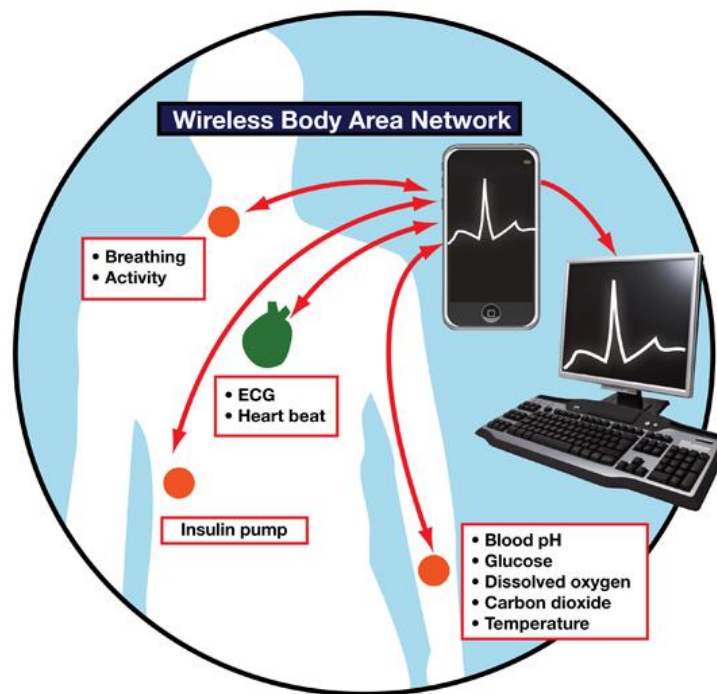 Wireless Body Area Network
• Breathing
• Activity
• ECG
• Heart beat
Insulin pump
• Blood pH
• Glucose
• Dissolved oxygen
• Carbon dioxide
• Temperature